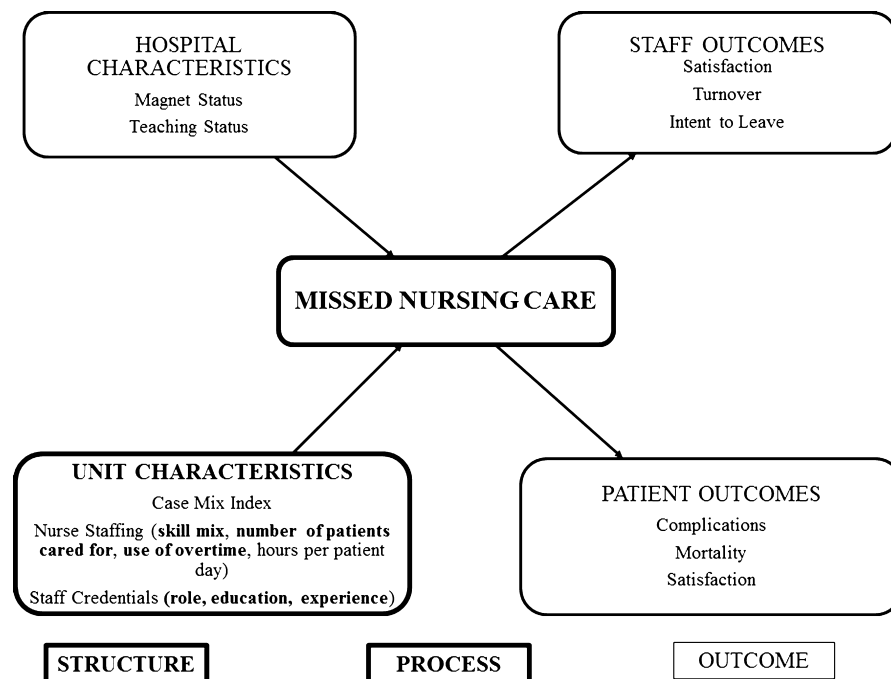 HOSPITAL
CHARACTERISTICS
Magnet Status
Teaching Status
STAFF OUTCOMES
Satisfaction
Turnover
Intent to Leave
MISSED NURSING CARE
UNIT CHARACTERISTICS
Case Mix Index
Nurse Staffing (skill mix, number of patients
cared for, use of overtime, hours per patient
day)
Staff Credentials (role, education, experience)
PATIENT OUTCOMES
Complications
Mortality
Satisfaction
STRUCTURE
PROCESS
OUTCOME